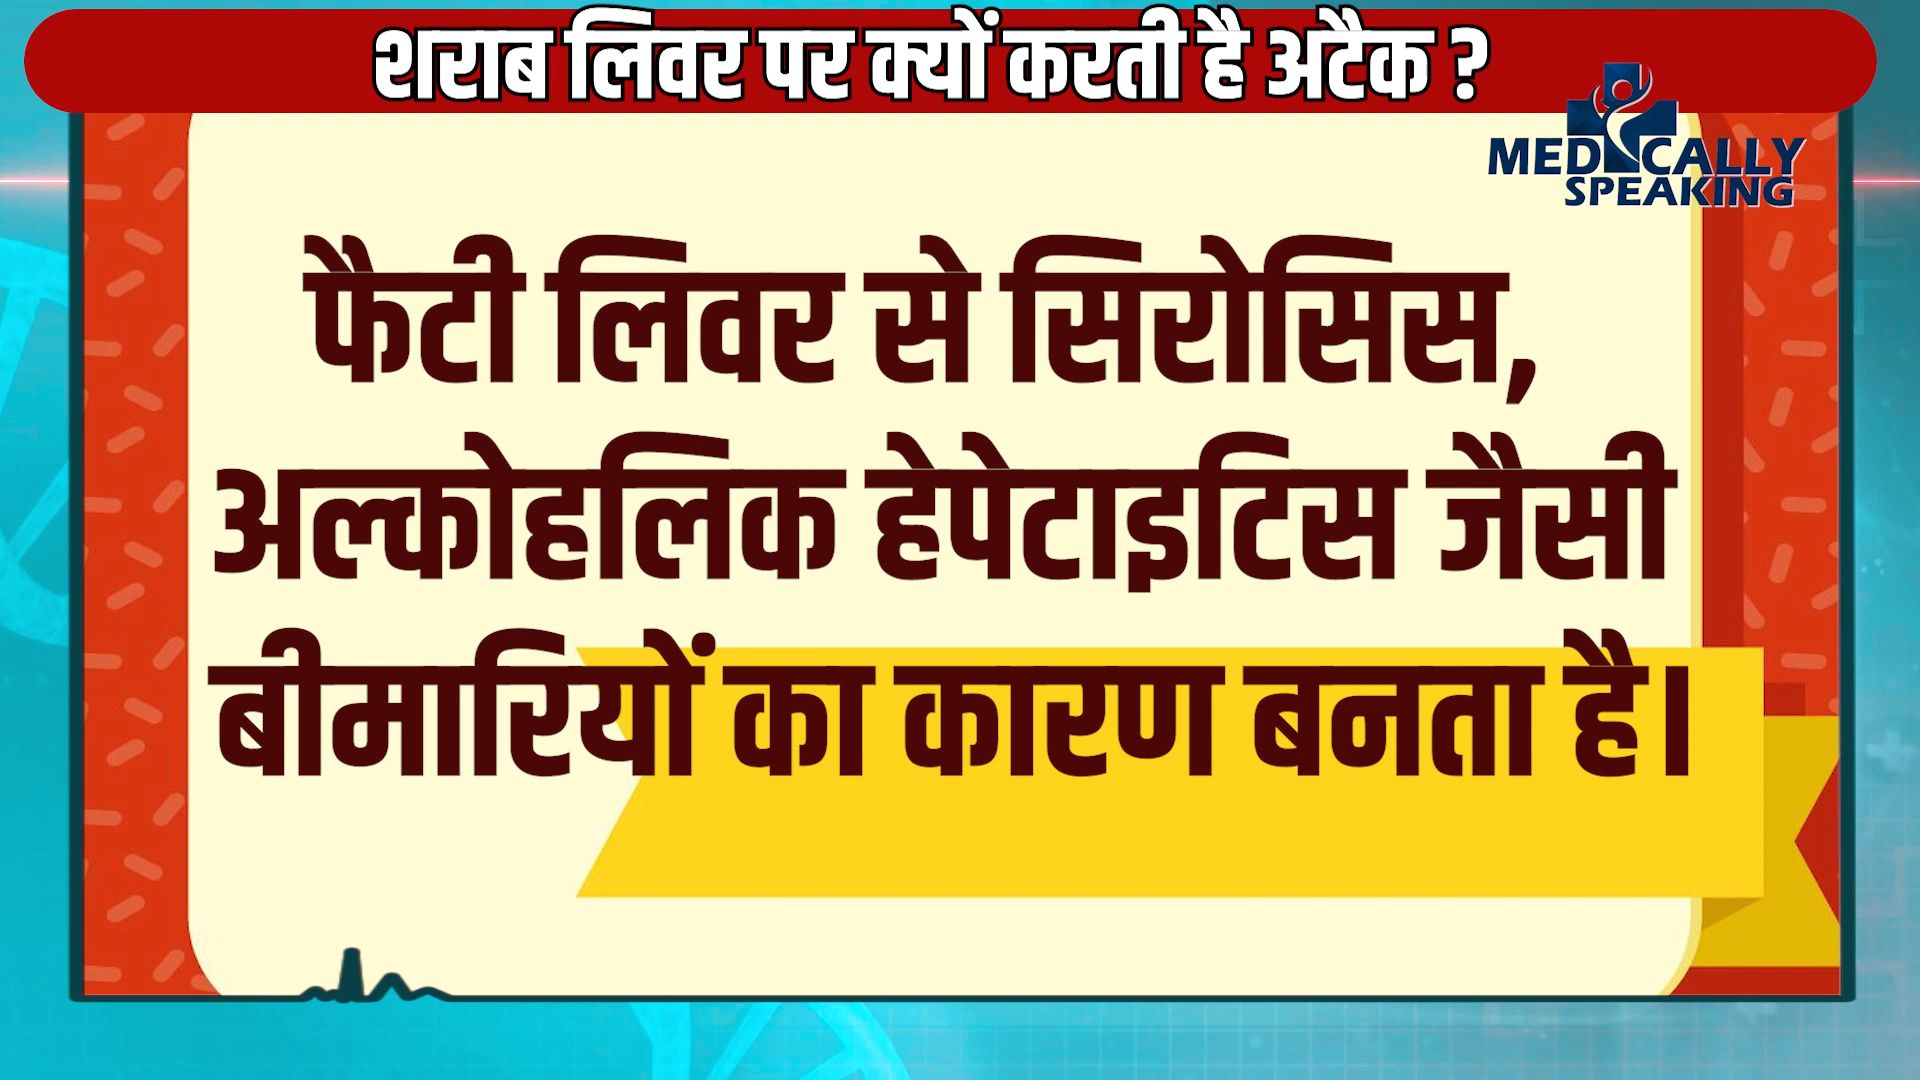 शराब लिवर पर क्यों करती है अटैक ?
MEDICALLY
SPEAKING
फैटी लिवर से सिरोसिस,
अल्कोहलिक हेपेटाइटिस जैसी
बीमारियों का कारण बनता है।